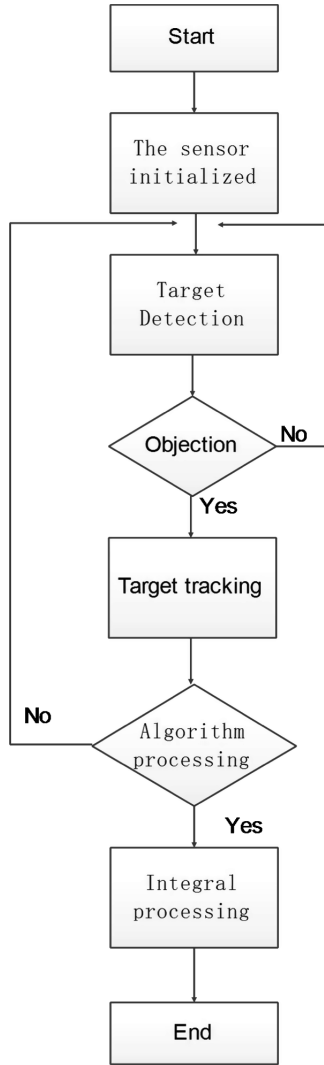 Start
The sensor
initialized
Target
Detection
Objection
No
Yes
Target tracking
No
Algorithm
processing
Yes
Integral
processing
End